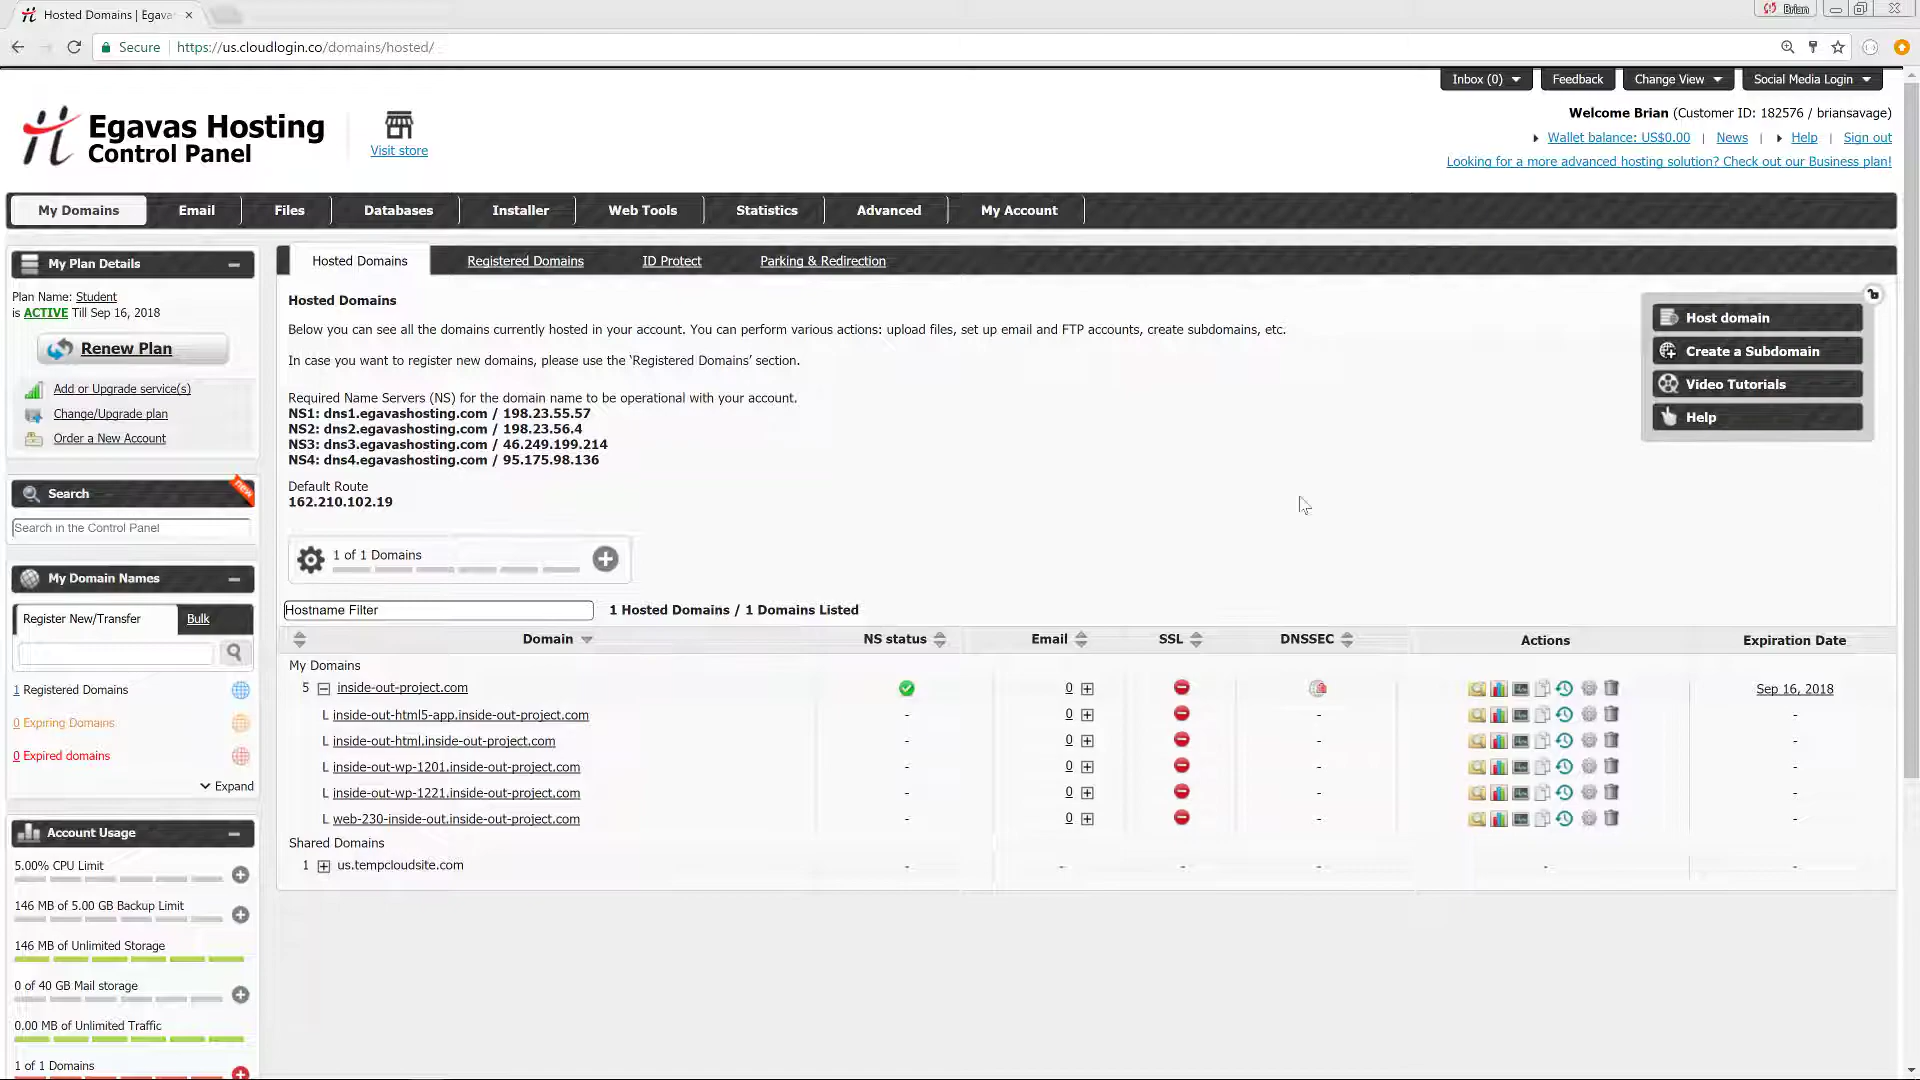 Hosted Domains | Egava
Brian
Secure
https://us.cloudlogin.co/domains/hosted/
Inbox (0)
Feedback
Change View
Social Media Login
Egavas Hosting
Control Panel
Visit store
Welcome Brian (Customer ID: 182576 / briansavage)
Wallet balance: US$0.00 | News | Help | Sign out
Looking for a more advanced hosting solution? Check out our Business plan!
My Domains
Email
Files
Databases
Installer
Web Tools
Statistics
Advanced
My Account
My Plan Details
Plan Name: Student
is ACTIVE Till Sep 16, 2018
Renew Plan
Add or Upgrade service(s)
Change/Upgrade plan
Order a New Account
Search
new
Search in the Control Panel
My Domain Names
Register New/Transfer
Bulk
1 Registered Domains
0 Expiring Domains
0 Expired domains
Expand
Account Usage
5.00% CPU Limit
146 MB of 5.00 GB Backup Limit
146 MB of Unlimited Storage
0 of 40 GB Mail storage
0.00 MB of Unlimited Traffic
1 of 1 Domains
Hosted Domains
Registered Domains
ID Protect
Parking & Redirection
Hosted Domains
Below you can see all the domains currently hosted in your account. You can perform various actions: upload files, set up email and FTP accounts, create subdomains, etc.
In case you want to register new domains, please use the ‘Registered Domains’ section.
Required Name Servers (NS) for the domain name to be operational with your account.
NS1: dns1.egavashosting.com / 198.23.55.57
NS2: dns2.egavashosting.com / 198.23.56.4
NS3: dns3.egavashosting.com / 46.249.199.214
NS4: dns4.egavashosting.com / 95.175.98.136
Default Route
162.210.102.19
Host domain
Create a Subdomain
Video Tutorials
Help
1 of 1 Domains
Hostname Filter
1 Hosted Domains / 1 Domains Listed
Domain NS status Email SSL DNSSEC Actions Expiration Date
My Domains
5 inside-out-project.com 0 Sep 16, 2018
L inside-out-html5-app.inside-out-project.com - 0 - -
L inside-out-html.inside-out-project.com - 0 - -
L inside-out-wp-1201.inside-out-project.com - 0 - -
L inside-out-wp-1221.inside-out-project.com - 0 - -
L web-230-inside-out.inside-out-project.com - 0 - -
Shared Domains
1 us.tempcloudsite.com - - - - - -